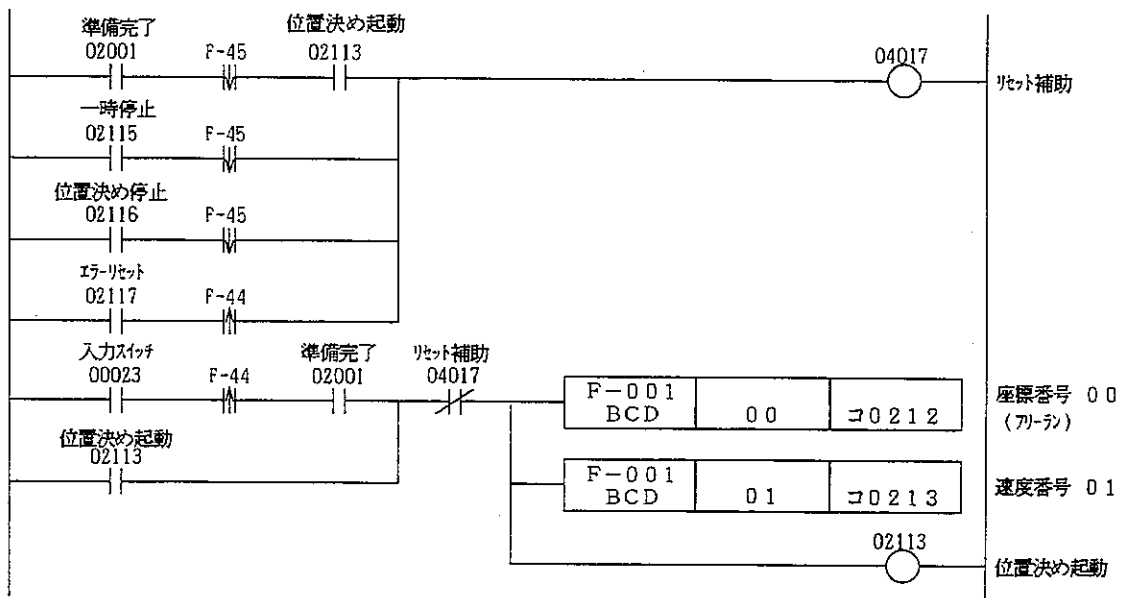 準備完了 位置決め起動
02001 F-45 02113 04017
リセット補助
一時停止
02115 F-45
位置決め停止
02116 F-45
エラーリセット
02117 F-44
入力スイッチ 準備完了 リセット補助
00023 F-44 02001 04017
F-001
BCD 00 コ0212
座標番号 00
(フリーラン)
位置決め起動
02113
F-001
BCD 01 コ0213
速度番号 01
02113
位置決め起動